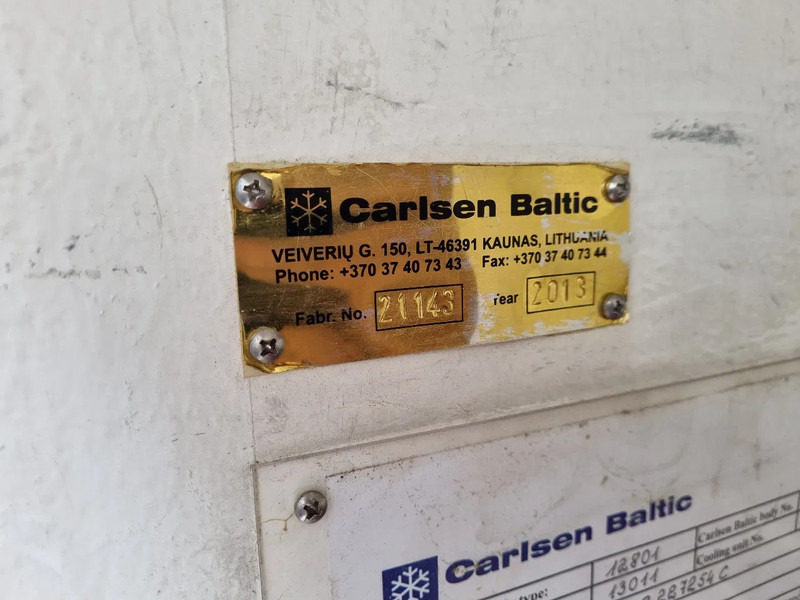 Carlsen Baltic
VEIVERIŲ G. 150, LT-46391 KAUNAS, LITHUANIA
Phone: +370 37 40 73 43 Fax: +370 37 40 73 44
Fabr. No. 21143 Year 2013
Carlsen Baltic
type: 12801 Carlsen Baltic body No.
13011 Cooling unit No.